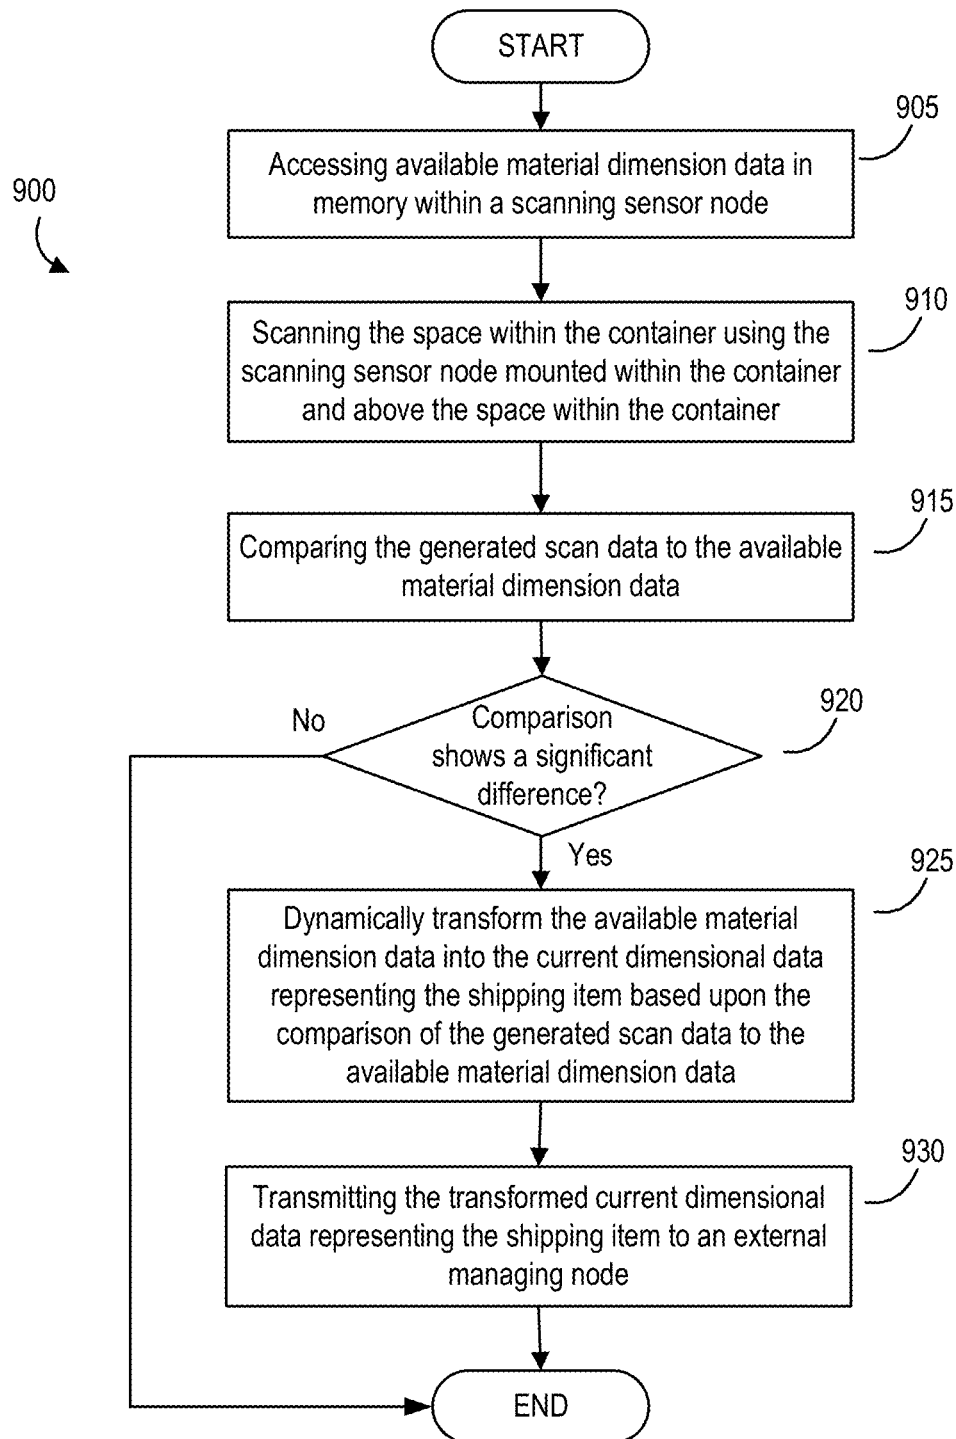 START
905
Accessing available material dimension data in
memory within a scanning sensor node
900
910
Scanning the space within the container using the
scanning sensor node mounted within the container
and above the space within the container
915
Comparing the generated scan data to the available
material dimension data
920
No
Comparison
shows a significant
difference?
Yes
925
Dynamically transform the available material
dimension data into the current dimensional data
representing the shipping item based upon the
comparison of the generated scan data to the
available material dimension data
930
Transmitting the transformed current dimensional
data representing the shipping item to an external
managing node
END